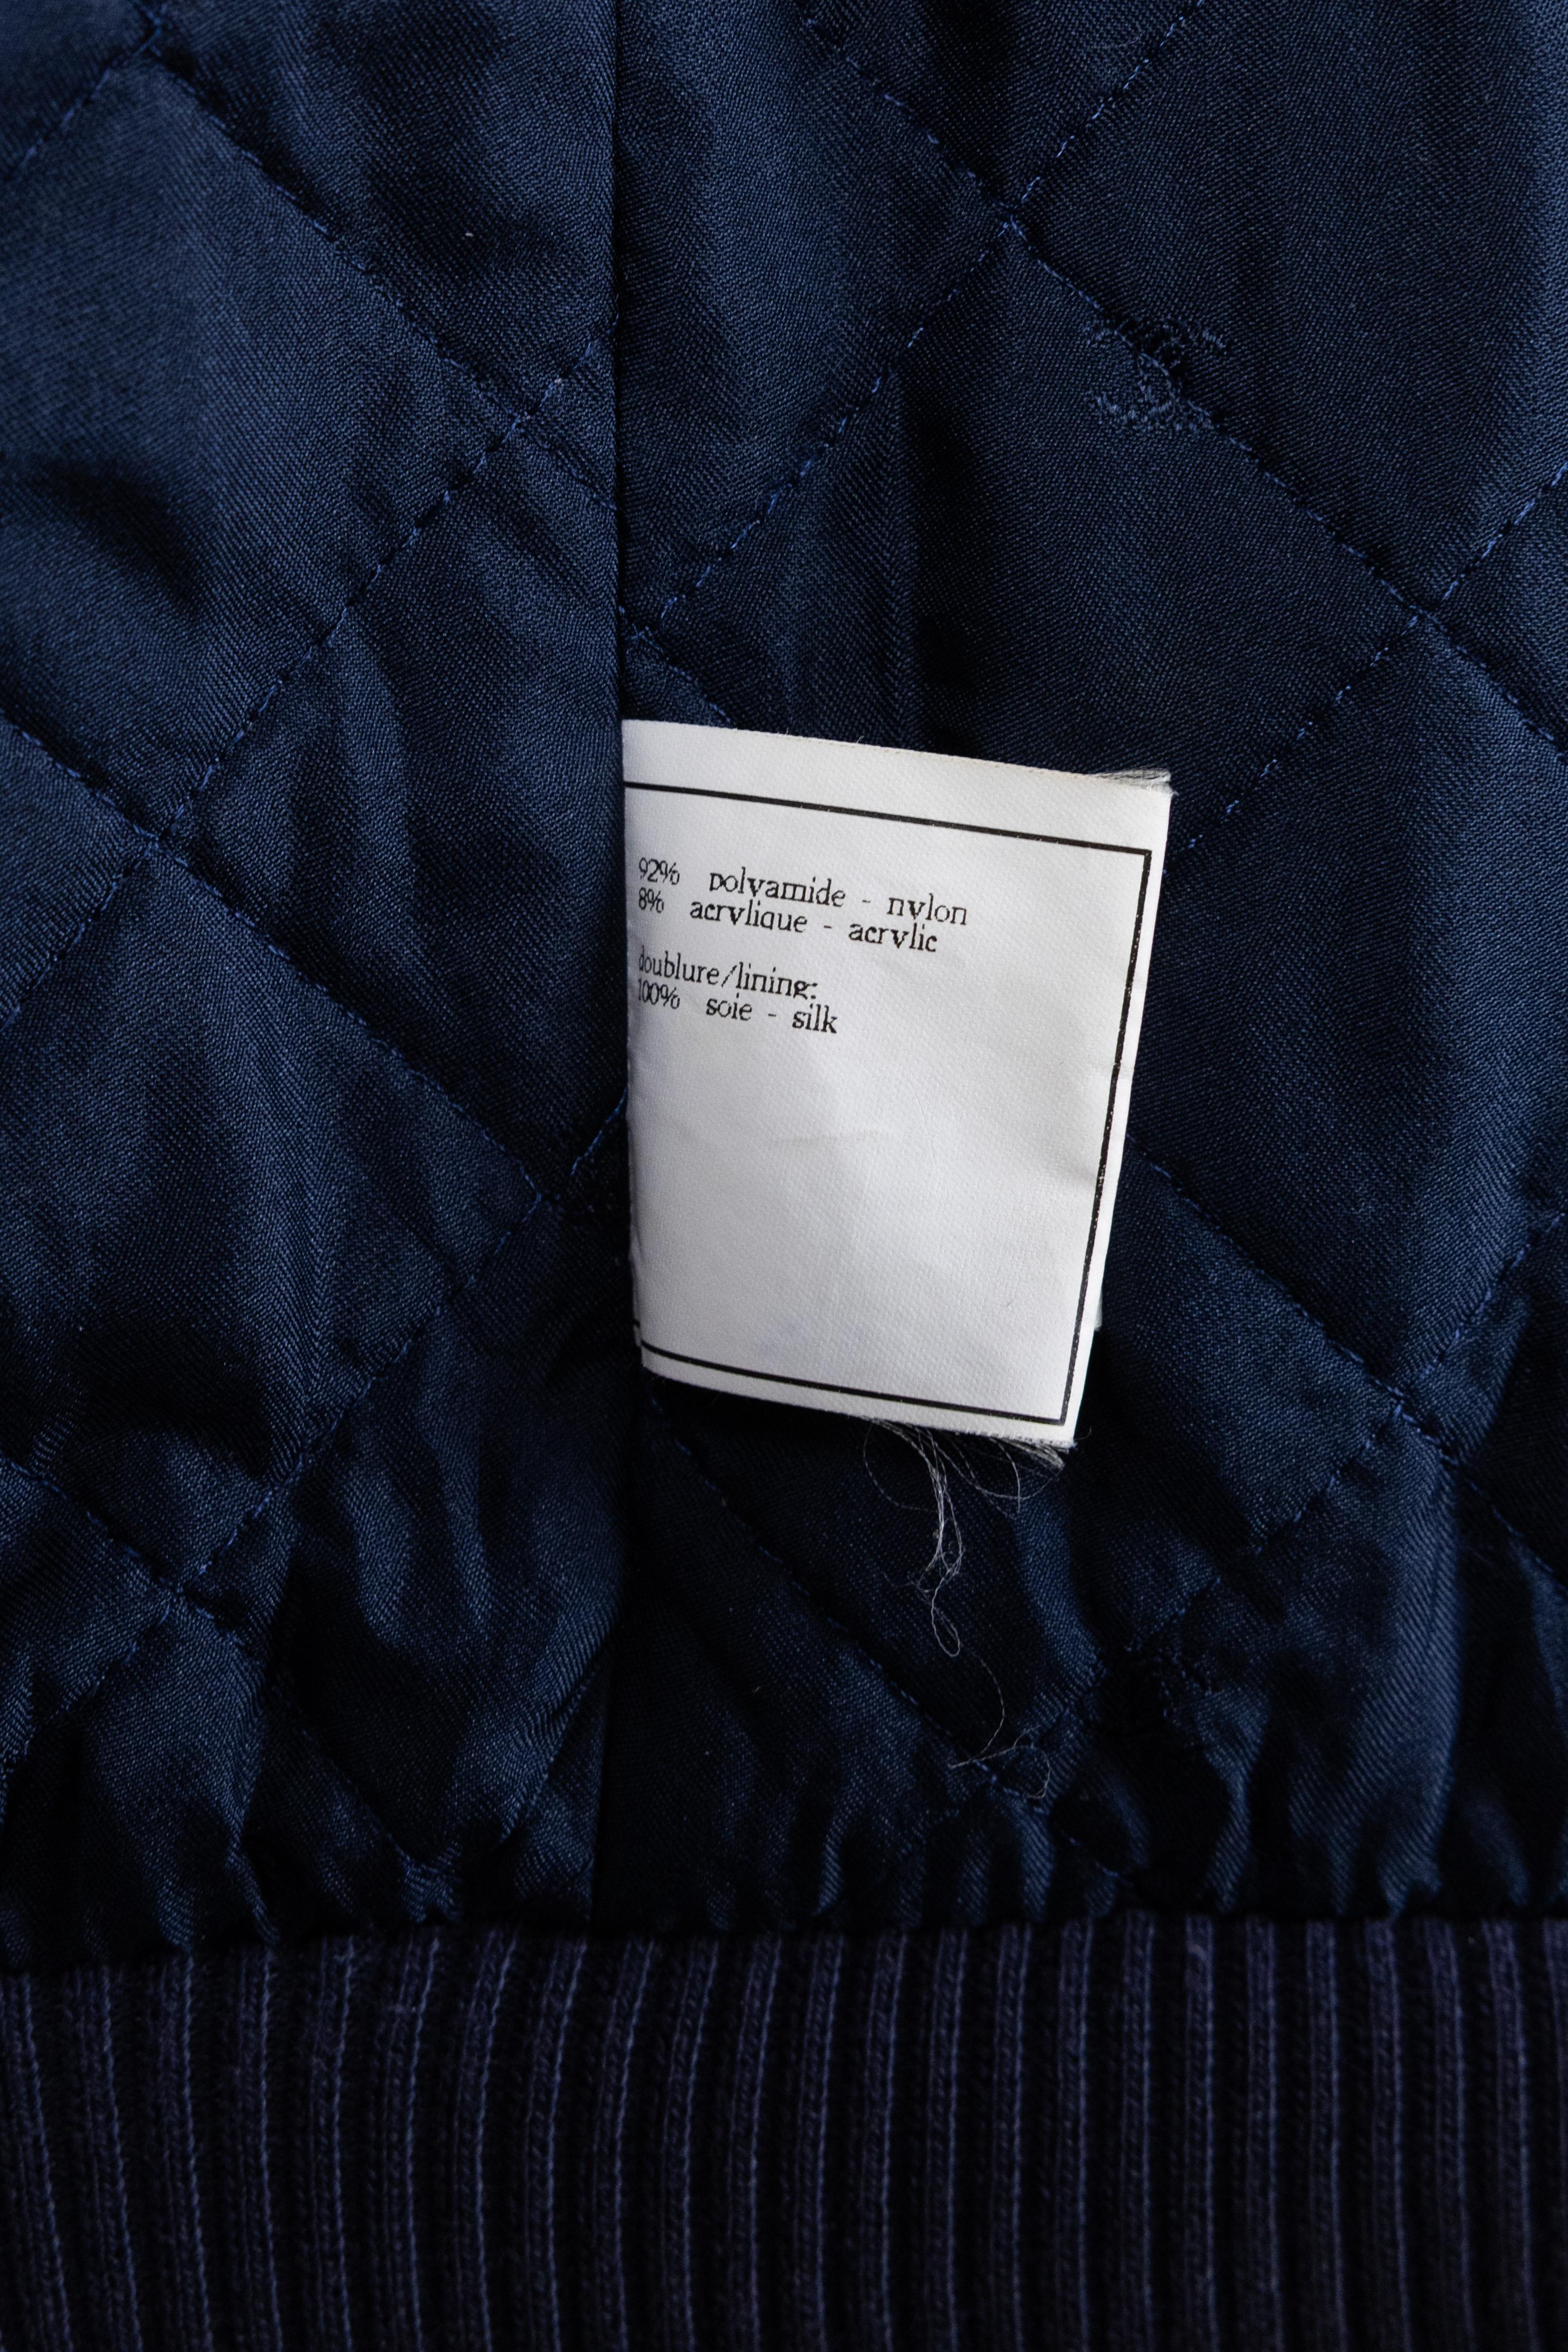 92% polyamide - nylon
8% acrylique - acrylic
doublure/lining:
100% soie - silk